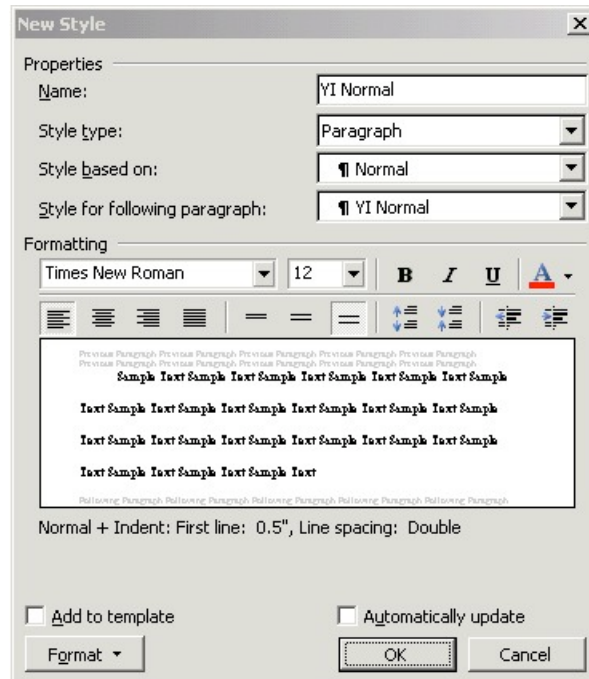 New Style
Properties
Name: YI Normal
Style type: Paragraph
Style based on: ¶ Normal
Style for following paragraph: ¶ YI Normal
Formatting
Times New Roman 12 B I U A
Previous Paragraph Previous Paragraph Previous Paragraph Previous Paragraph Previous Paragraph
Previous Paragraph Previous Paragraph Previous Paragraph Previous Paragraph Previous Paragraph
Sample Text Sample Text Sample Text Sample Text Sample Text Sample
Text Sample Text Sample Text Sample Text Sample Text Sample Text Sample
Text Sample Text Sample Text Sample Text Sample Text Sample Text Sample
Text Sample Text Sample Text Sample Text
Following Paragraph Following Paragraph Following Paragraph Following Paragraph Following Paragraph
Normal + Indent: First line: 0.5", Line spacing: Double
Add to template Automatically update
Format OK Cancel